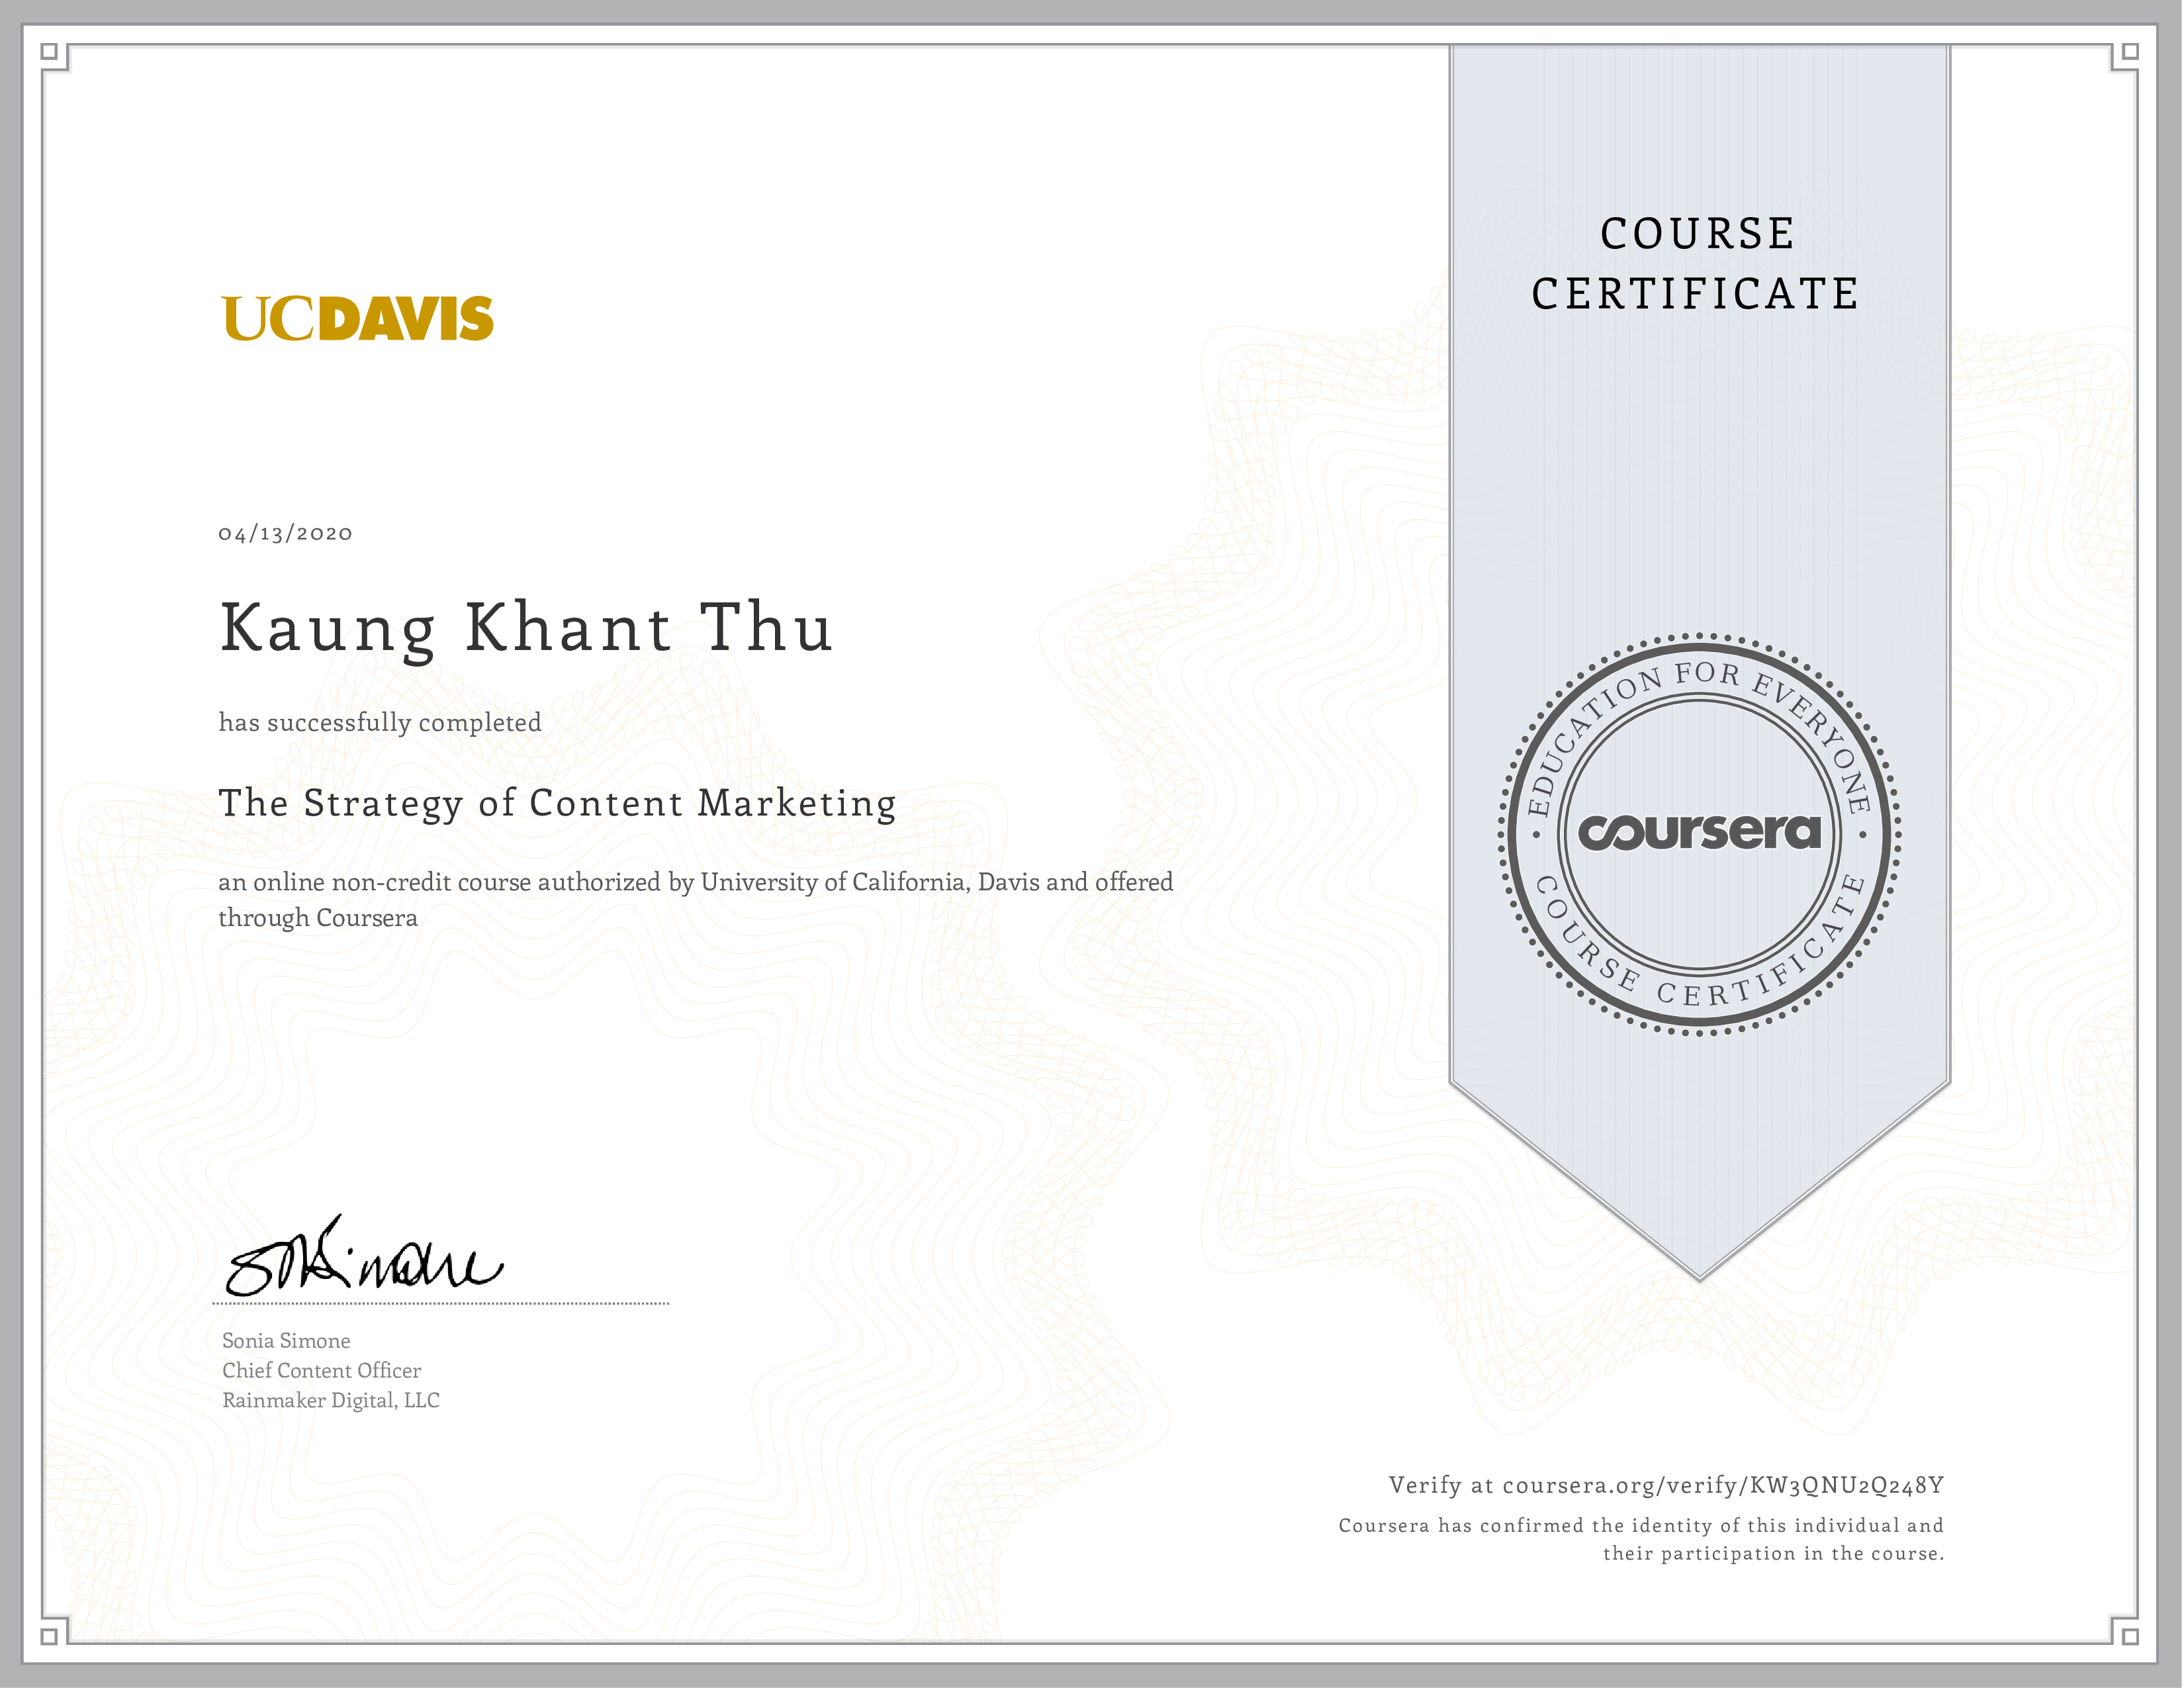 UCDAVIS
04/13/2020
Kaung Khant Thu
has successfully completed
The Strategy of Content Marketing
an online non-credit course authorized by University of California, Davis and offered
through Coursera
Sonia Simone
Chief Content Officer
Rainmaker Digital, LLC
COURSE
CERTIFICATE
EDUCATION FOR EVERYONE
coursera
COURSE CERTIFICATE
Verify at coursera.org/verify/KW3QNU2Q248Y
Coursera has confirmed the identity of this individual and
their participation in the course.